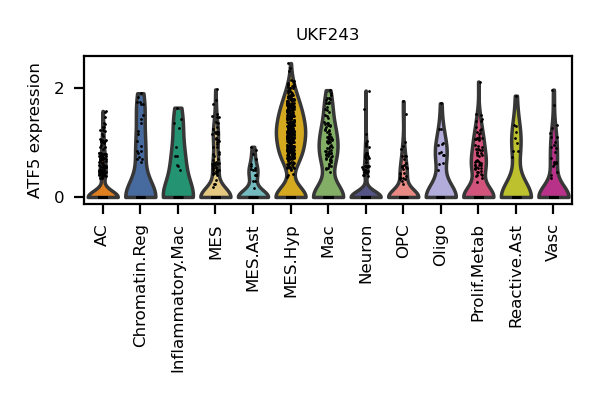 UKF243
ATF5 expression
2
0
AC
Chromatin.Reg
Inflammatory.Mac
MES
MES.Ast
MES.Hyp
Mac
Neuron
OPC
Oligo
Prolif.Metab
Reactive.Ast
Vasc